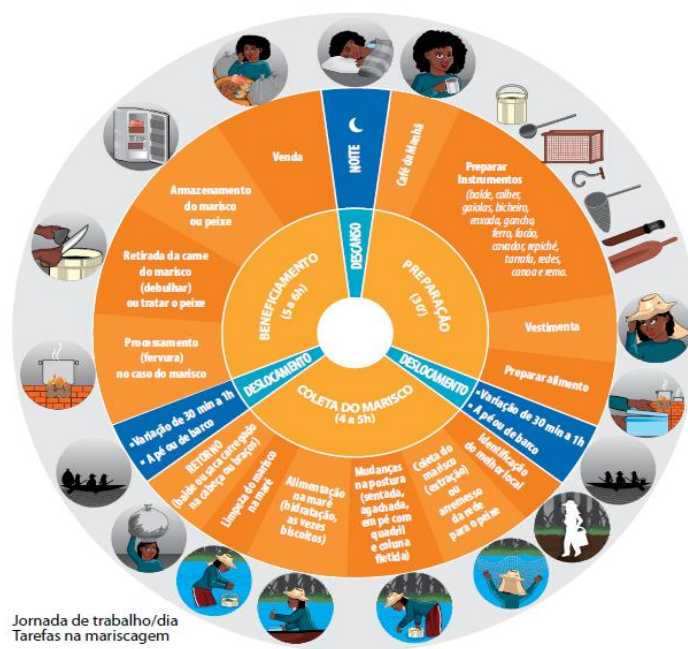 NOITE
DESCANSO
Café da Manhã
Preparar
Instrumentos
(balde, colher,
gaiolas, bicheiro,
enxada, gancho,
ferro, facão,
cavador, repiché,
tarrafa, redes,
canoa e remo.
Vestimenta
Preparar alimento
PREPARAÇÃO
(30')
DESLOCAMENTO
•Variação de 30 min a 1h
• A pé ou de barco
Identificação
do melhor local
Coleta do
marisco
(extração)
ou
arremesso
da rede
para o peixe
Mudanças
na postura
(sentada,
agachada,
em pé com
quadril
e coluna
fletida)
Alimentação
na maré
(hidratação,
as vezes
biscoitos)
Limpeza do marisco
na maré
RETORNO
(balde ou saca carregado
na cabeça ou braços)
COLETA DO MARISCO
(4 a 5h)
DESLOCAMENTO
•Variação de 30 min a 1h
• A pé ou de barco
Processamento
(fervura)
no caso do marisco
Retirada da carne
do marisco
(debulhar)
ou tratar o peixe
Armazenamento
do marisco
ou peixe
Venda
BENEFICIAMENTO
(5 a 6h)
Jornada de trabalho/dia
Tarefas na mariscagem